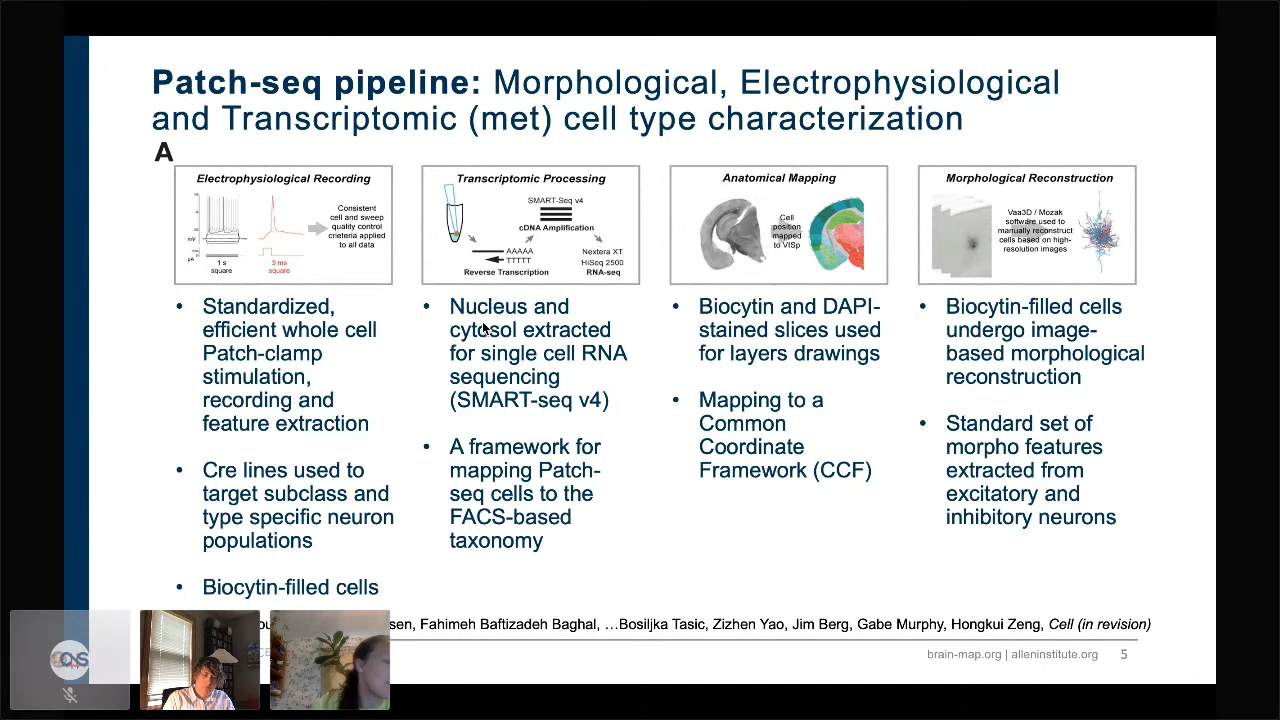 Patch-seq pipeline: Morphological, Electrophysiological
and Transcriptomic (met) cell type characterization
A
Electrophysiological Recording
mV
pA
1 s
square
3 ms
square
Consistent
cell and sweep
quality control
crieteria applied
to all data
Transcriptomic Processing
SMART-Seq v4
cDNA Amplification
AAAAA
TTTTT
Reverse Transcription
Nextera XT
HiSeq 2500
RNA-seq
Anatomical Mapping
Cell
position
mapped
to VISp
Morphological Reconstruction
Vaa3D / Mozak
software used to
manually reconstruct
cells based on high-
resolution images
• Standardized,
efficient whole cell
Patch-clamp
stimulation,
recording and
feature extraction
• Cre lines used to
target subclass and
type specific neuron
populations
• Biocytin-filled cells
• Nucleus and
cytosol extracted
for single cell RNA
sequencing
(SMART-seq v4)
• A framework for
mapping Patch-
seq cells to the
FACS-based
taxonomy
• Biocytin and DAPI-
stained slices used
for layers drawings
• Mapping to a
Common
Coordinate
Framework (CCF)
• Biocytin-filled cells
undergo image-
based morphological
reconstruction
• Standard set of
morpho features
extracted from
excitatory and
inhibitory neurons
sen, Fahimeh Baftizadeh Baghal, …Bosiljka Tasic, Zizhen Yao, Jim Berg, Gabe Murphy, Hongkui Zeng, Cell (in revision)
brain-map.org | alleninstitute.org 5